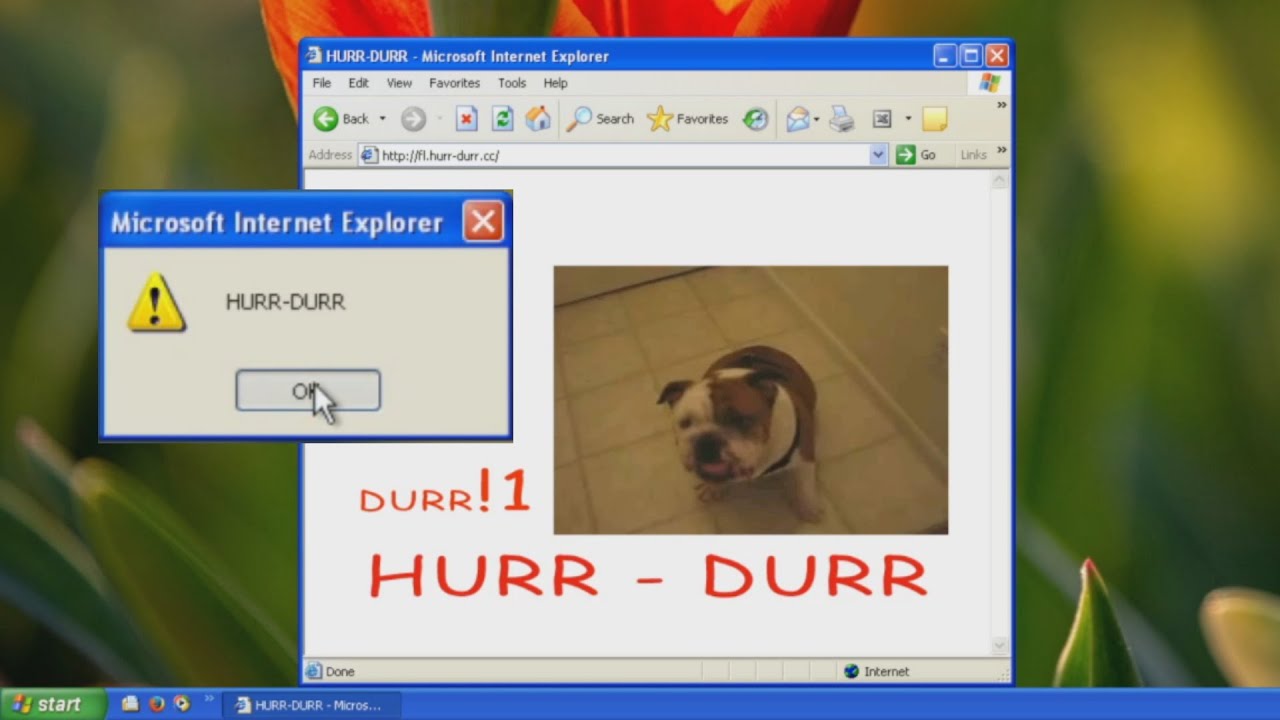 HURR-DURR - Microsoft Internet Explorer
File Edit View Favorites Tools Help
Back Search Favorites
Address http://fl.hurr-durr.cc/ Go Links
Microsoft Internet Explorer
HURR-DURR
OK
DURR!1
HURR - DURR
Done Internet
start HURR-DURR - Micros...